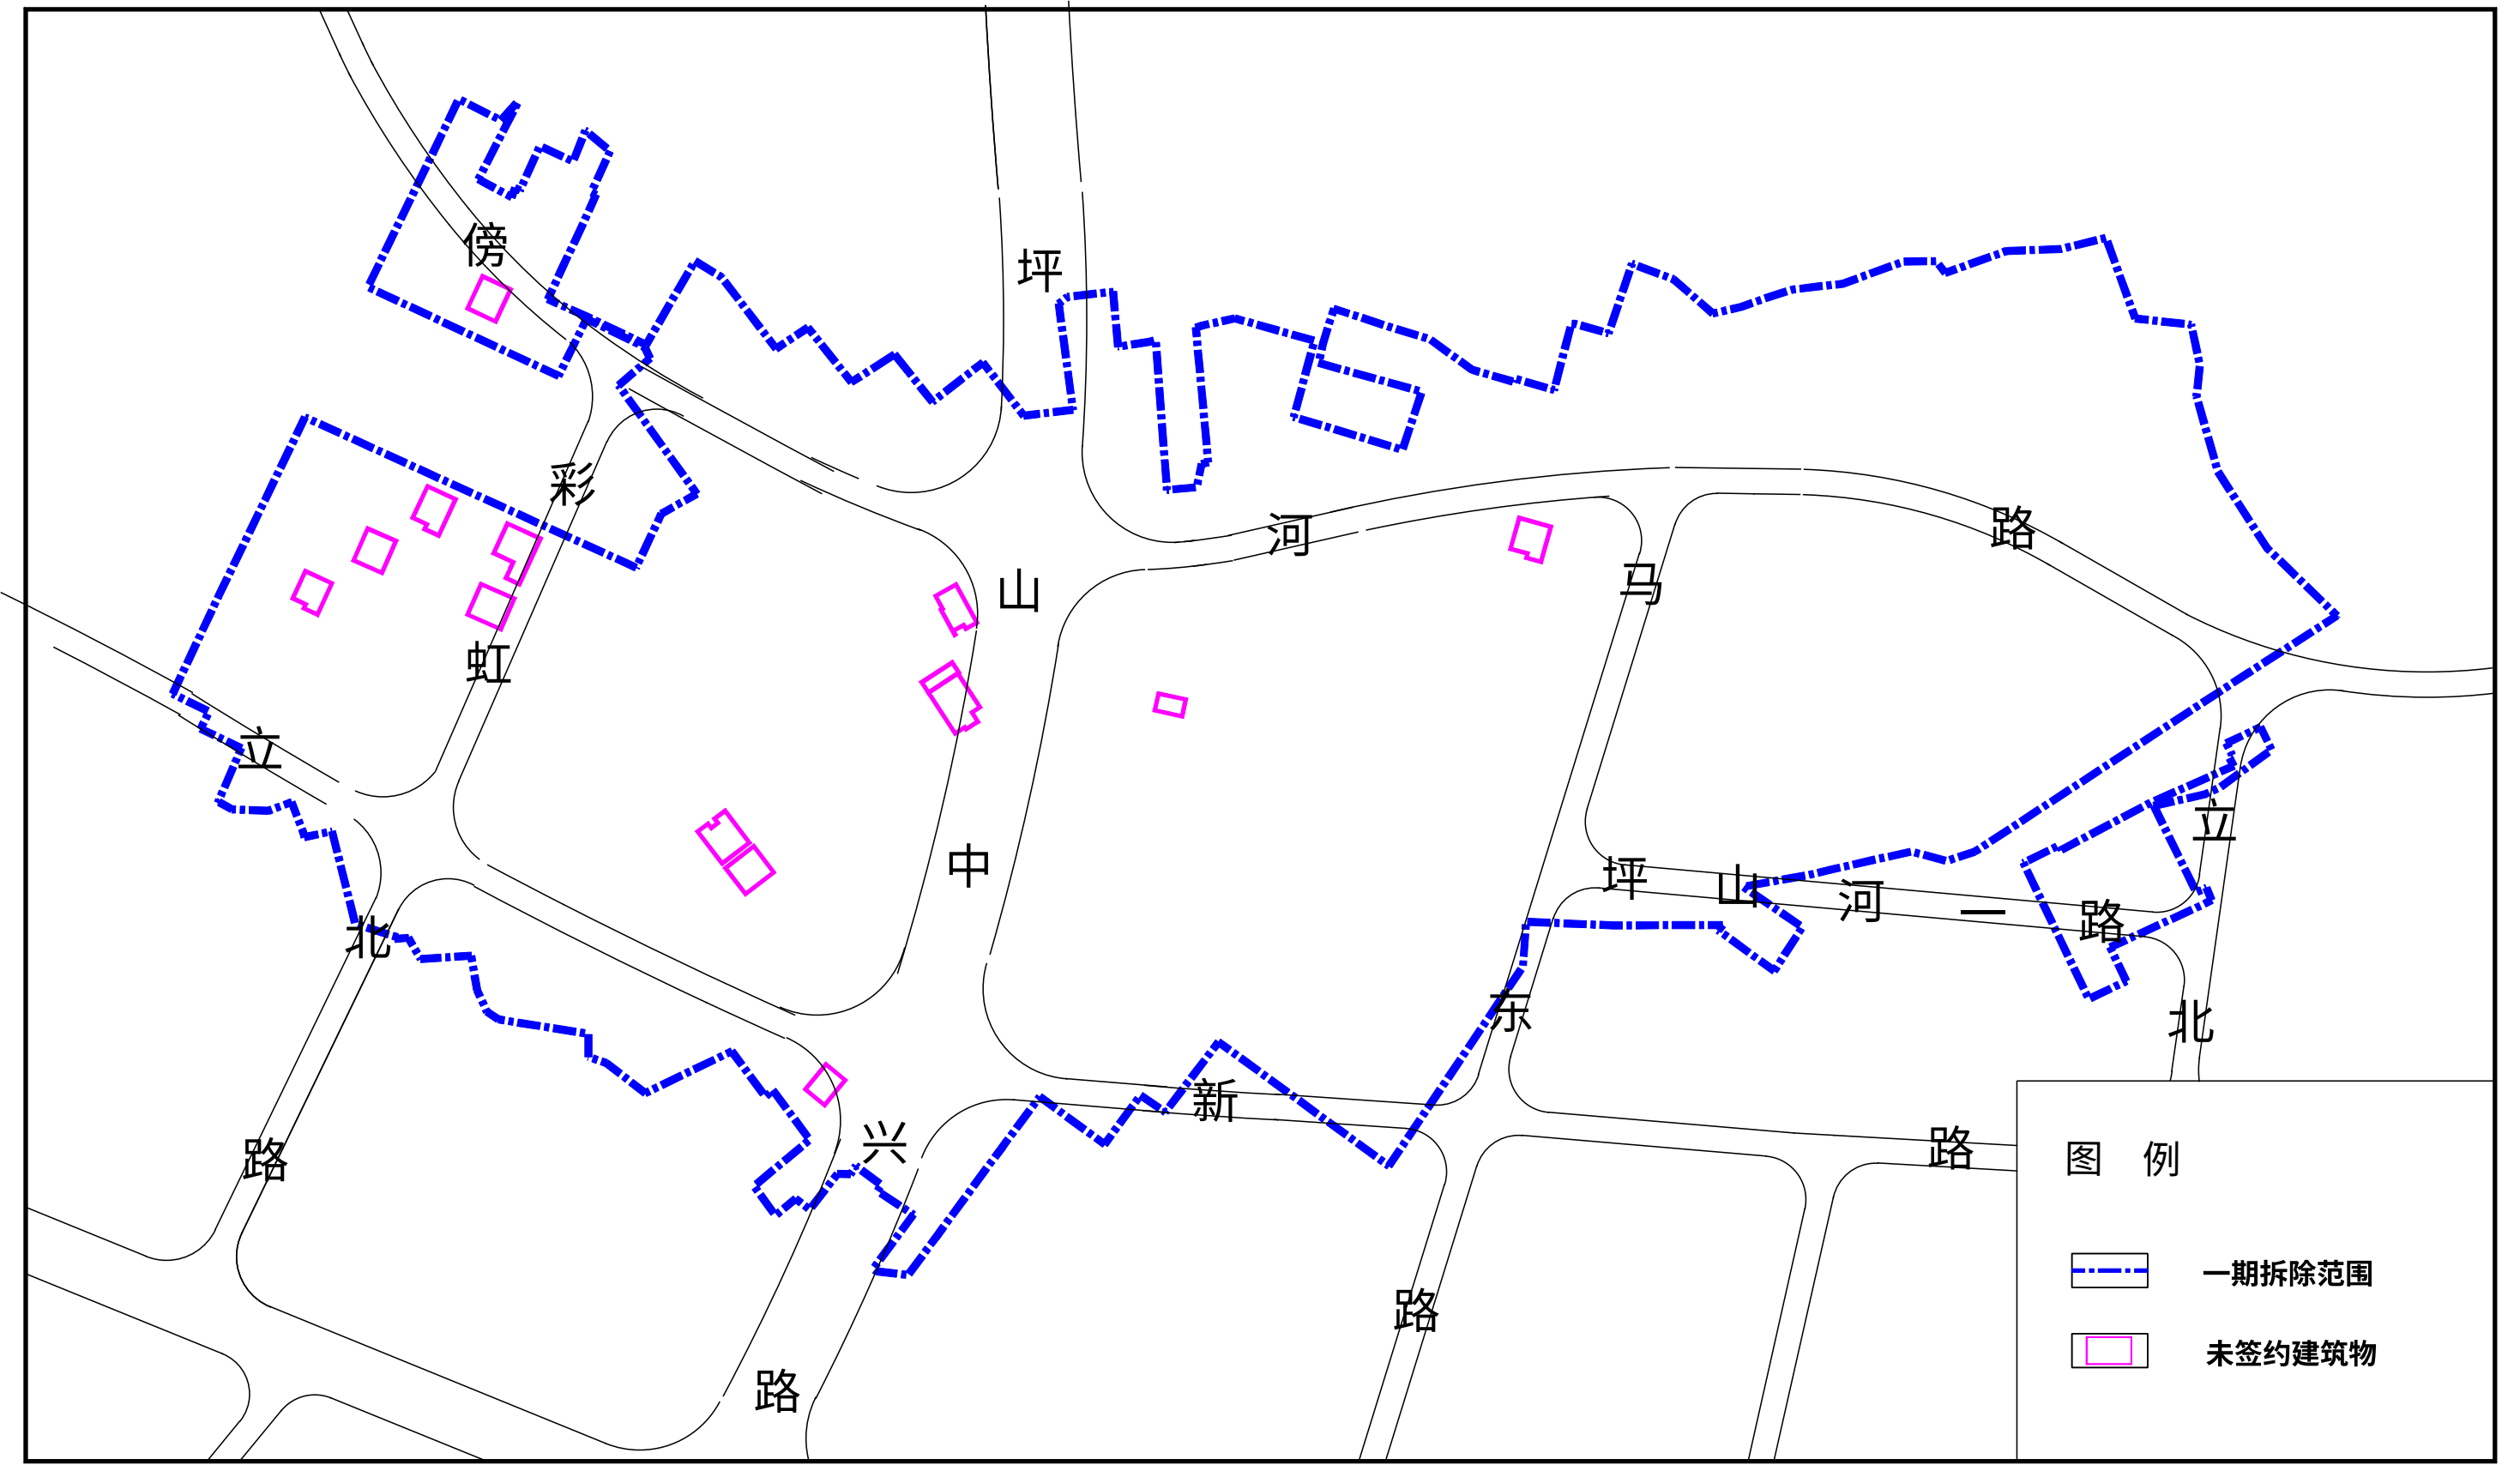 傍
坪
彩
河
路
山
马
虹
立
立
中
坪山河一路
北
东
北
新
兴
路
路
路
路
图 例
一期拆除范围
未签约建筑物